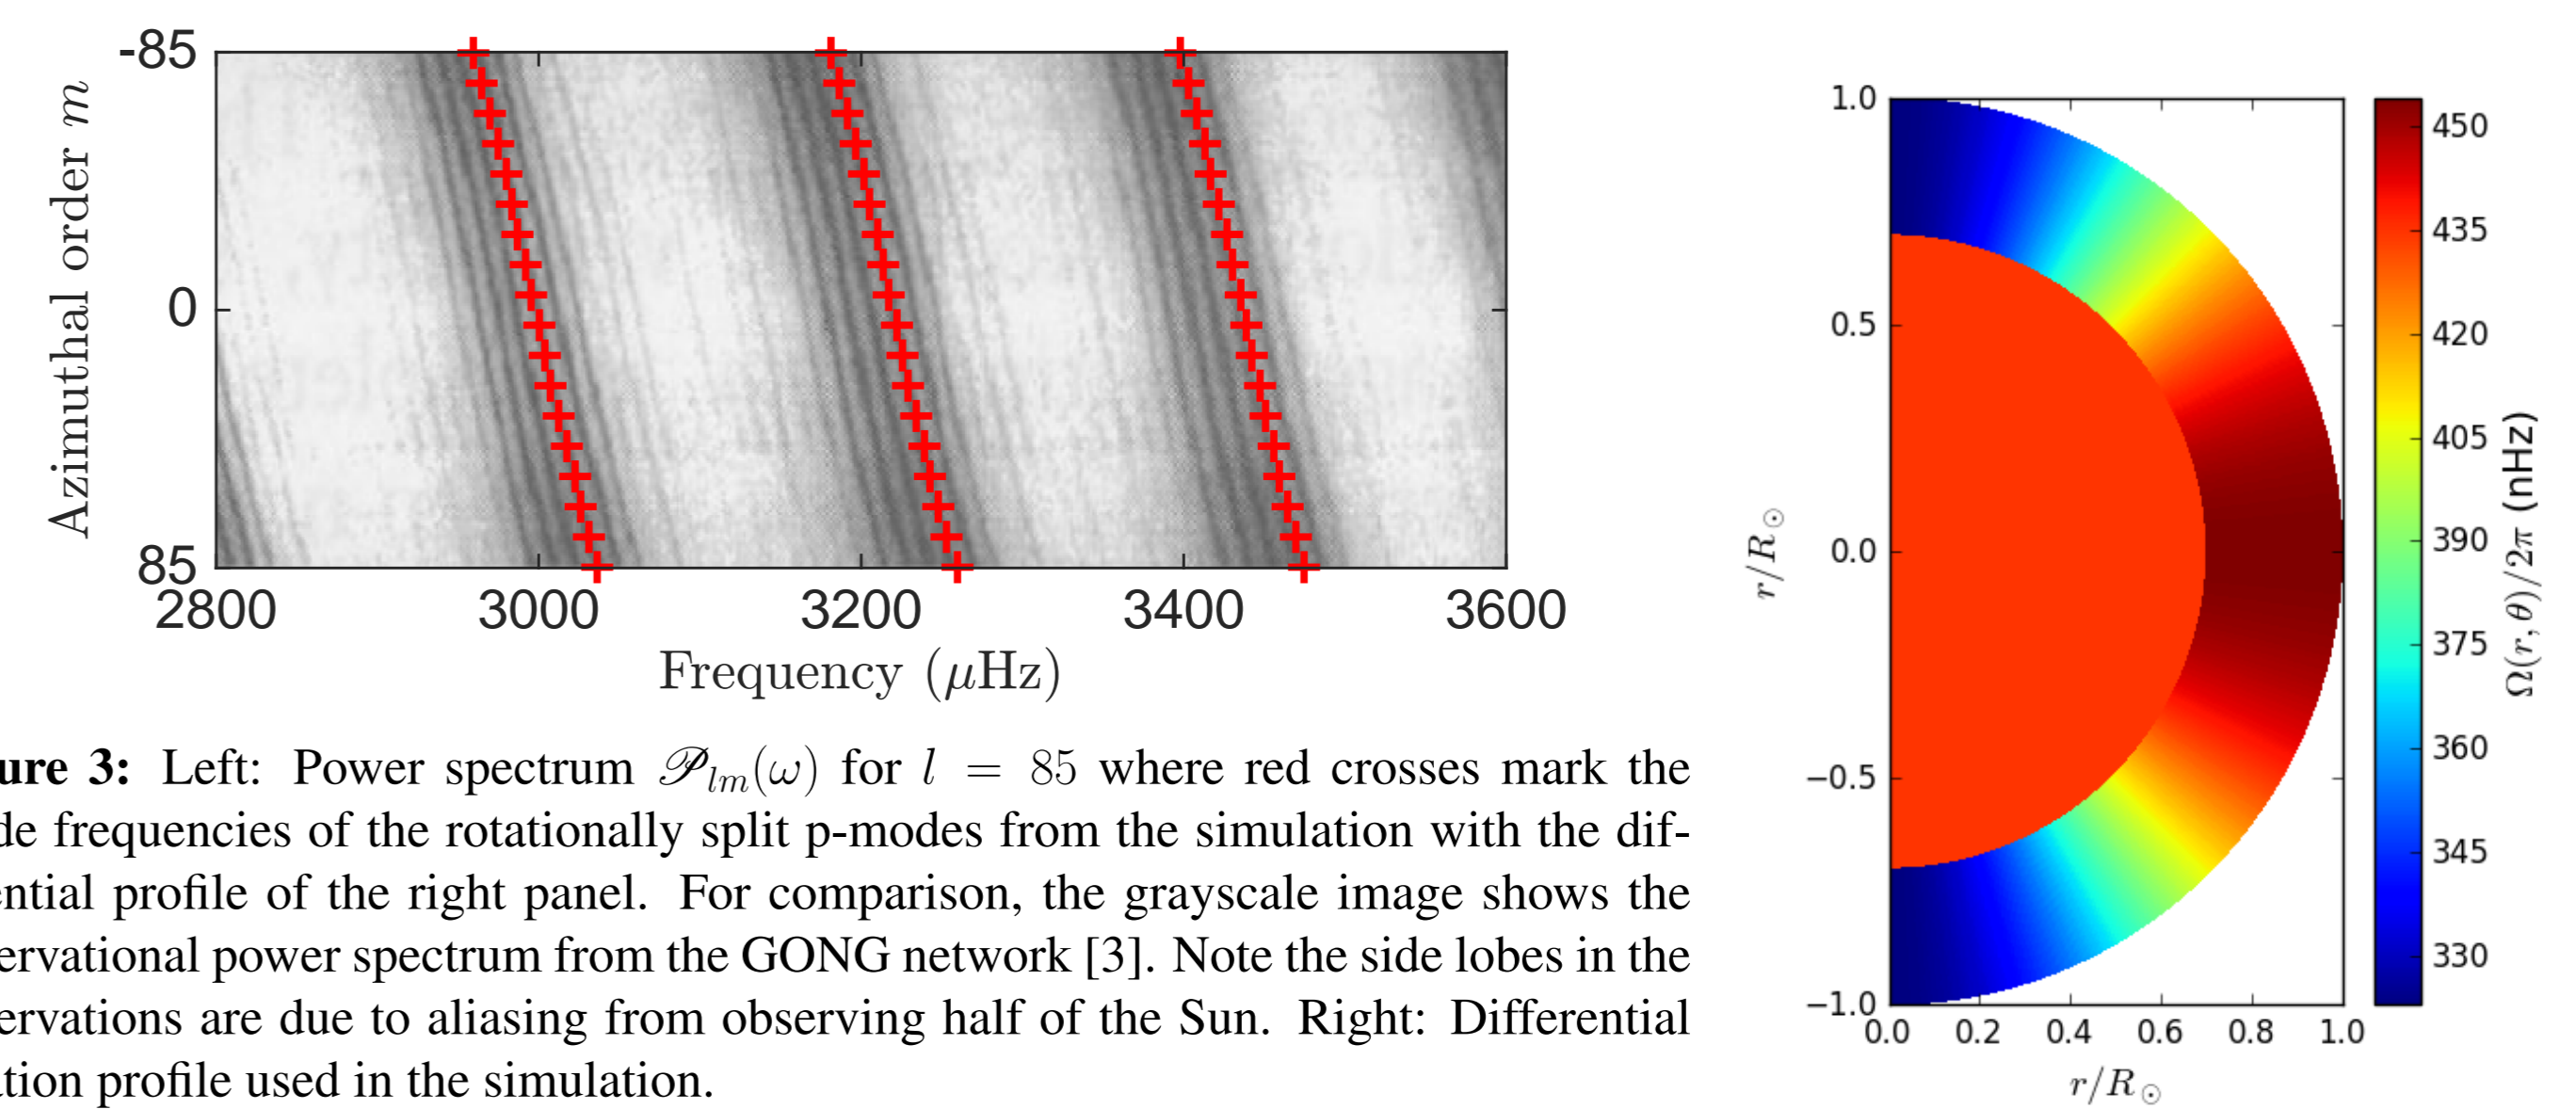 -85
0
85
Azimuthal order m
2800 3000 3200 3400 3600
Frequency (μHz)
ure 3: Left: Power spectrum 𝒫lm(ω) for l = 85 where red crosses mark the
de frequencies of the rotationally split p-modes from the simulation with the dif-
ential profile of the right panel. For comparison, the grayscale image shows the
ervational power spectrum from the GONG network [3]. Note the side lobes in the
ervations are due to aliasing from observing half of the Sun. Right: Differential
tion profile used in the simulation.
1.0
0.5
0.0
−0.5
−1.0
r/R⊙
0.0 0.2 0.4 0.6 0.8 1.0
r/R⊙
450
435
420
405
390
375
360
345
330
Ω(r, θ)/2π (nHz)